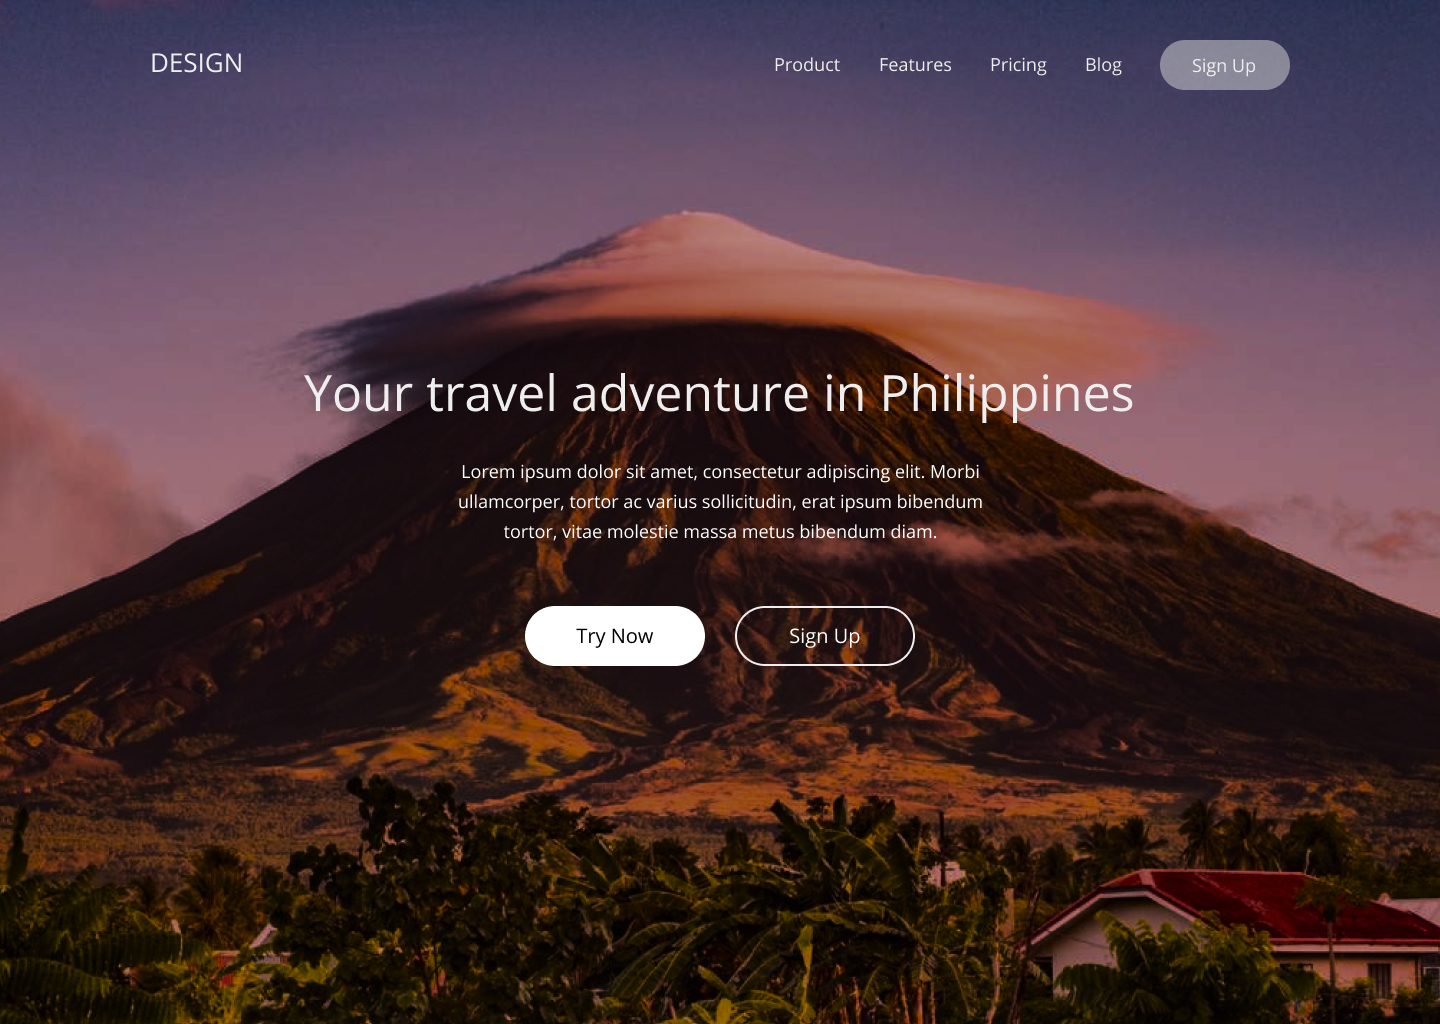 DESIGN
Product
Features
Pricing
Blog
Sign Up
Your travel adventure in Philippines
Lorem ipsum dolor sit amet, consectetur adipiscing elit. Morbi
ullamcorper, tortor ac varius sollicitudin, erat ipsum bibendum
tortor, vitae molestie massa metus bibendum diam.
Try Now
Sign Up